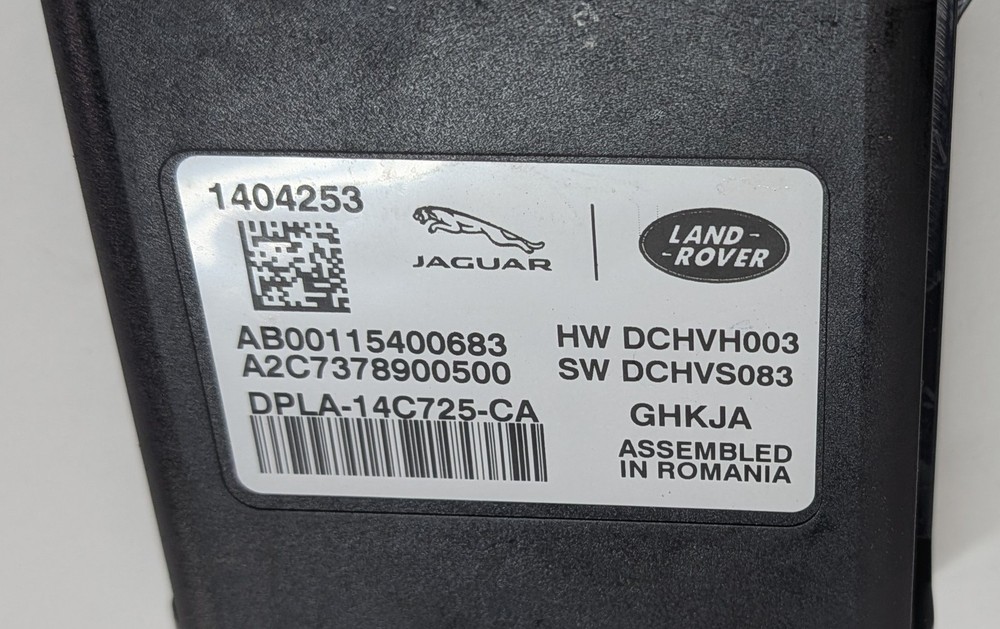 1404253
JAGUAR
LAND-
-ROVER
AB00115400683
A2C7378900500
DPLA-14C725-CA
HW DCHVH003
SW DCHVS083
GHKJA
ASSEMBLED
IN ROMANIA